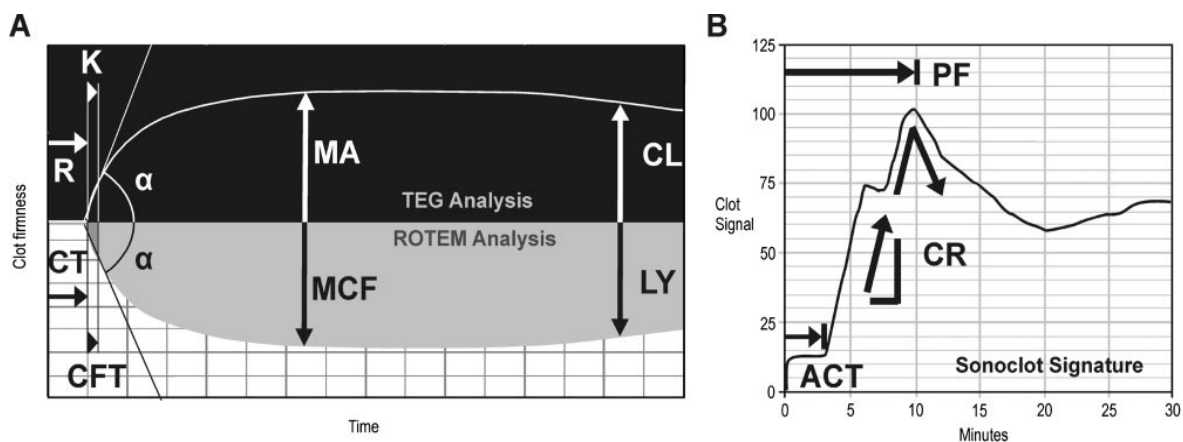 A
K
R
α
MA
CL
TEG Analysis
ROTEM Analysis
α
CT
MCF
LY
CFT
Clot firmness
Time
B
125
100
75
50
25
0
Clot
Signal
PF
CR
ACT
Sonoclot Signature
0 5 10 15 20 25 30
Minutes